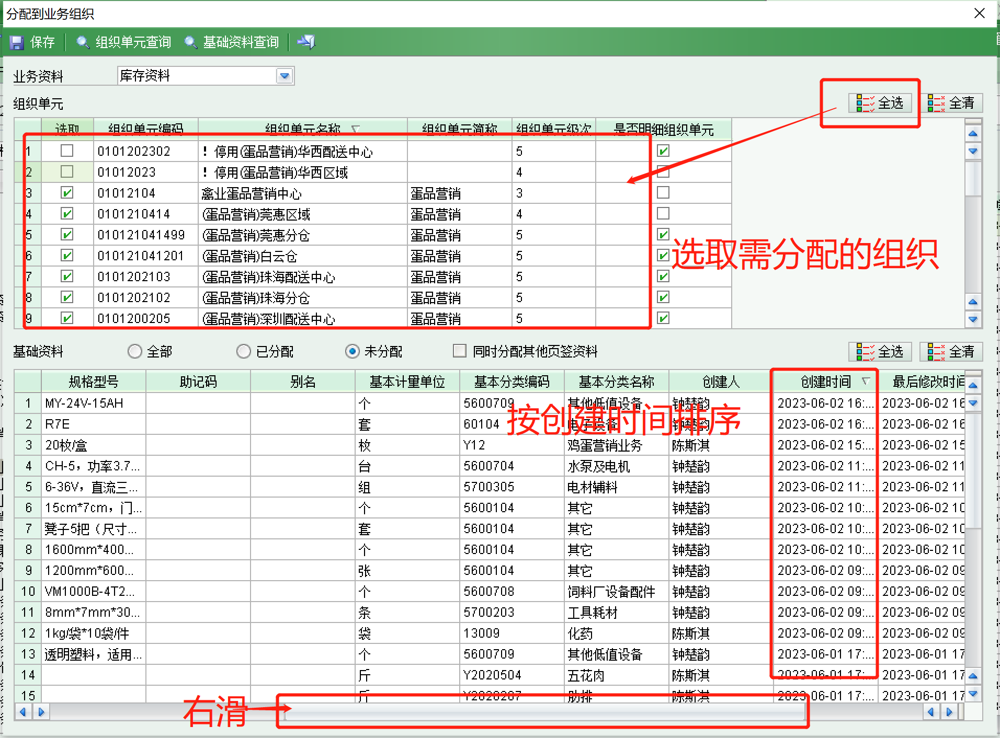 分配到业务组织
保存 组织单元查询 基础资料查询
业务资料 库存资料
组织单元 全选 全清
选取 组织单元编码 组织单元名称 组织单元简称 组织单元级次 是否明细组织单元
1 0101202302 ! 停用(蛋品营销)华西配送中心 5
2 01012023 ! 停用(蛋品营销)华西区域 4
3 01012104 禽业蛋品营销中心 蛋品营销 3
4 0101210414 (蛋品营销)莞惠区域 蛋品营销 4
5 010121041499 (蛋品营销)莞惠分仓 蛋品营销 5
6 010121041201 (蛋品营销)白云仓 蛋品营销 5
7 0101202103 (蛋品营销)珠海配送中心 蛋品营销 5
8 0101202102 (蛋品营销)珠海分仓 蛋品营销 5
9 0101200205 (蛋品营销)深圳配送中心 蛋品营销 5
选取需分配的组织
基础资料 全部 已分配 未分配 同时分配其他页签资料 全选 全清
规格型号 助记码 别名 基本计量单位 基本分类编码 基本分类名称 创建人 创建时间 最后修改时间
1 MY-24V-15AH 个 5600709 其他低值设备 钟楚韵 2023-06-02 16:... 2023-06-02 16
2 R7E 套 60104 电子设备 钟楚韵 2023-06-02 16:... 2023-06-02 16
按创建时间排序
3 20枚/盒 枚 Y12 鸡蛋营销业务 陈斯淇 2023-06-02 15:... 2023-06-02 15
4 CH-5，功率3.7... 台 5600704 水泵及电机 钟楚韵 2023-06-02 11:... 2023-06-02 11
5 6-36V，直流三... 组 5700305 电材辅料 钟楚韵 2023-06-02 11:... 2023-06-02 11
6 15cm*7cm，门... 个 5600104 其它 钟楚韵 2023-06-02 10:... 2023-06-02 10
7 凳子5把（尺寸... 套 5600104 其它 钟楚韵 2023-06-02 10:... 2023-06-02 10
8 1600mm*400... 个 5600104 其它 钟楚韵 2023-06-02 10:... 2023-06-02 10
9 1200mm*600... 张 5600104 其它 钟楚韵 2023-06-02 09:... 2023-06-02 09
10 VM1000B-4T2... 个 5600708 饲料厂设备配件 钟楚韵 2023-06-02 09:... 2023-06-02 09
11 8mm*7mm*30... 条 5700203 工具耗材 钟楚韵 2023-06-02 09:... 2023-06-02 09
12 1kg/袋*10袋/件 袋 13009 化药 陈斯淇 2023-06-02 09:... 2023-06-02 09
13 透明塑料，适用... 个 5600709 其他低值设备 钟楚韵 2023-06-01 17:... 2023-06-01 17
14 斤 Y2020504 五花肉 陈斯淇 2023-06-01 17:... 2023-06-01 17
15 斤 Y2020207 肋排 陈斯淇 2023-06-01 17:... 2023-06-01 17
右滑